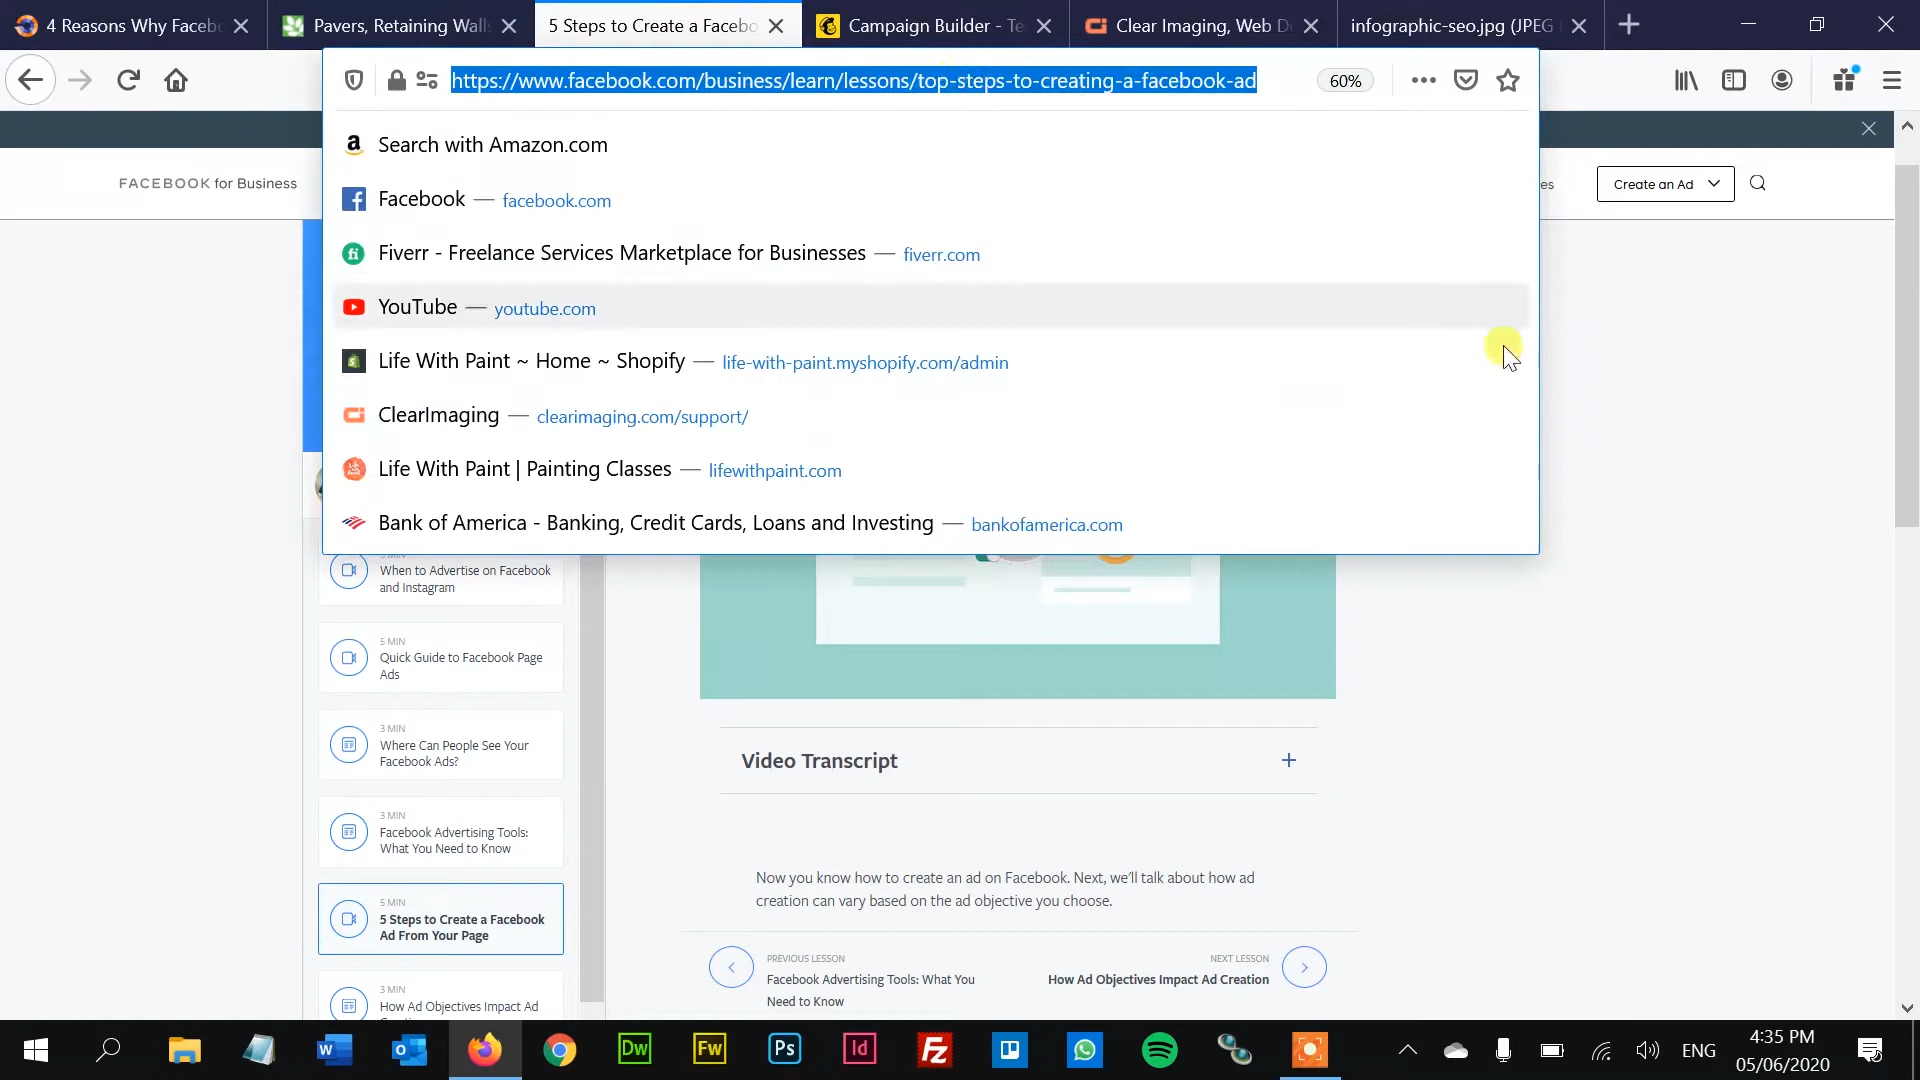 4 Reasons Why Faceb
Pavers, Retaining Walls
5 Steps to Create a Facebo
Campaign Builder - Te
Clear Imaging, Web D
infographic-seo.jpg (JPEG
https://www.facebook.com/business/learn/lessons/top-steps-to-creating-a-facebook-ad
60%
Search with Amazon.com
Facebook — facebook.com
Fiverr - Freelance Services Marketplace for Businesses — fiverr.com
YouTube — youtube.com
Life With Paint ~ Home ~ Shopify — life-with-paint.myshopify.com/admin
ClearImaging — clearimaging.com/support/
Life With Paint | Painting Classes — lifewithpaint.com
Bank of America - Banking, Credit Cards, Loans and Investing — bankofamerica.com
FACEBOOK for Business
es
Create an Ad
When to Advertise on Facebook
and Instagram
5 MIN
Quick Guide to Facebook Page
Ads
3 MIN
Where Can People See Your
Facebook Ads?
3 MIN
Facebook Advertising Tools:
What You Need to Know
5 MIN
5 Steps to Create a Facebook
Ad From Your Page
3 MIN
How Ad Objectives Impact Ad
Video Transcript
Now you know how to create an ad on Facebook. Next, we'll talk about how ad
creation can vary based on the ad objective you choose.
PREVIOUS LESSON
Facebook Advertising Tools: What You
Need to Know
NEXT LESSON
How Ad Objectives Impact Ad Creation
Dw
Fw
Ps
Id
ENG
4:35 PM
05/06/2020